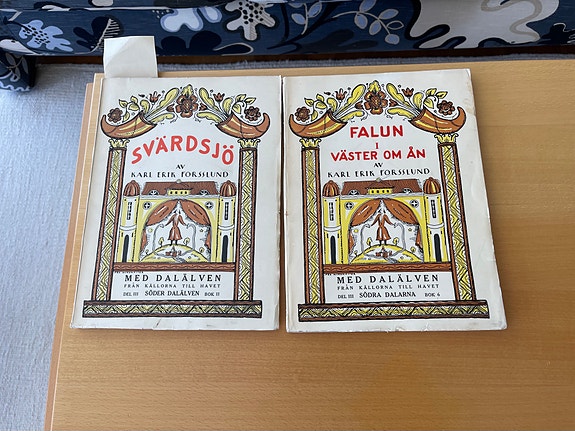 SVÄRDSJÖ
AV
KARL ERIK FORSSLUND
MED DALÄLVEN
FRÅN KÄLLORNA TILL HAVET
DEL III SÖDER DALÄLVEN BOK II
FALUN
I
VÄSTER OM ÅN
AV
KARL ERIK FORSSLUND
MED DALÄLVEN
FRÅN KÄLLORNA TILL HAVET
DEL III SÖDRA DALARNA BOK 6